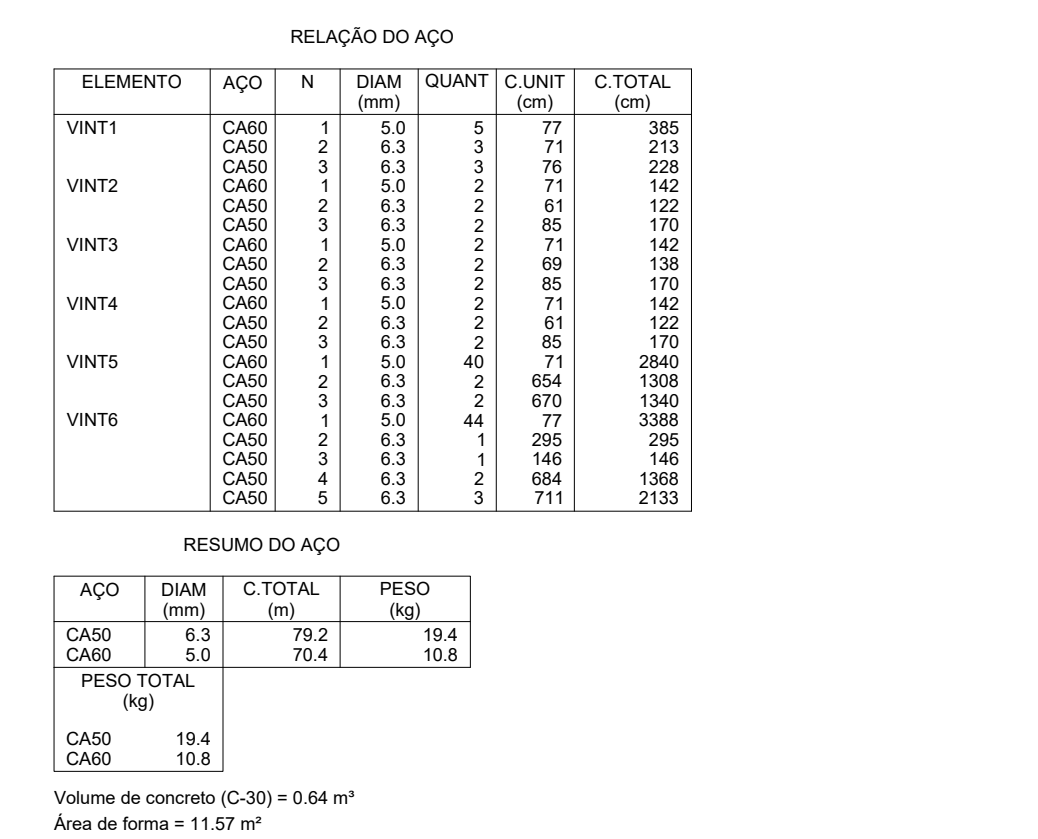 RELAÇÃO DO AÇO
ELEMENTO AÇO N DIAM QUANT C.UNIT C.TOTAL
(mm) (cm) (cm)
VINT1 CA60 1 5.0 5 77 385
CA50 2 6.3 3 71 213
CA50 3 6.3 3 76 228
VINT2 CA60 1 5.0 2 71 142
CA50 2 6.3 2 61 122
CA50 3 6.3 2 85 170
VINT3 CA60 1 5.0 2 71 142
CA50 2 6.3 2 69 138
CA50 3 6.3 2 85 170
VINT4 CA60 1 5.0 2 71 142
CA50 2 6.3 2 61 122
CA50 3 6.3 2 85 170
VINT5 CA60 1 5.0 40 71 2840
CA50 2 6.3 2 654 1308
CA50 3 6.3 2 670 1340
VINT6 CA60 1 5.0 44 77 3388
CA50 2 6.3 1 295 295
CA50 3 6.3 1 146 146
CA50 4 6.3 2 684 1368
CA50 5 6.3 3 711 2133
RESUMO DO AÇO
AÇO DIAM C.TOTAL PESO
(mm) (m) (kg)
CA50 6.3 79.2 19.4
CA60 5.0 70.4 10.8
PESO TOTAL
(kg)
CA50 19.4
CA60 10.8
Volume de concreto (C-30) = 0.64 m³
Área de forma = 11.57 m²